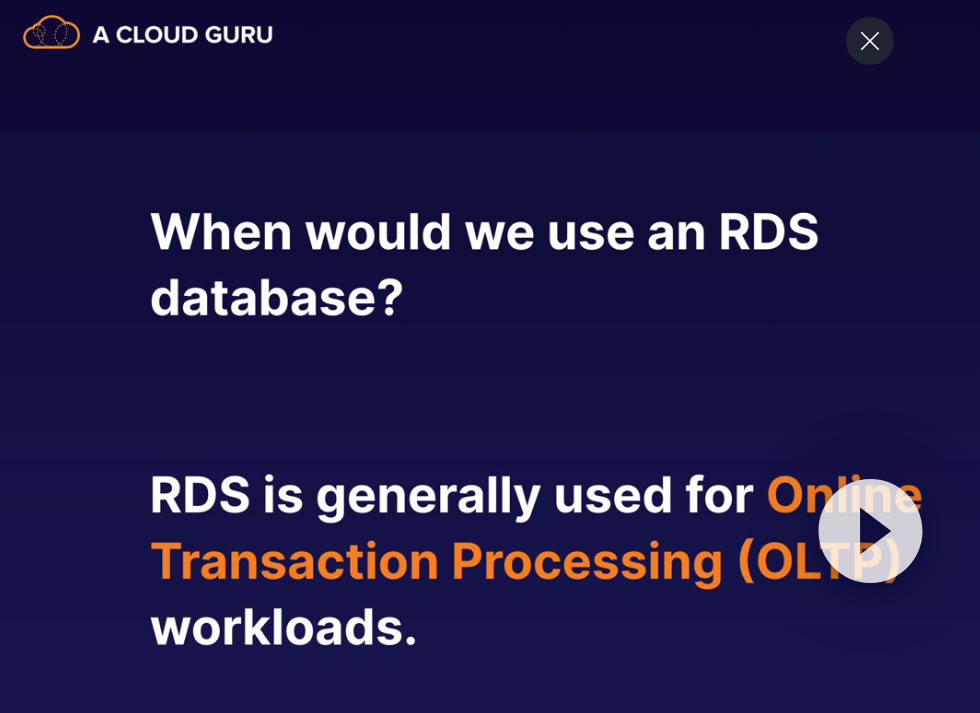 A CLOUD GURU
When would we use an RDS
database?
RDS is generally used for Online
Transaction Processing (OLTP)
workloads.